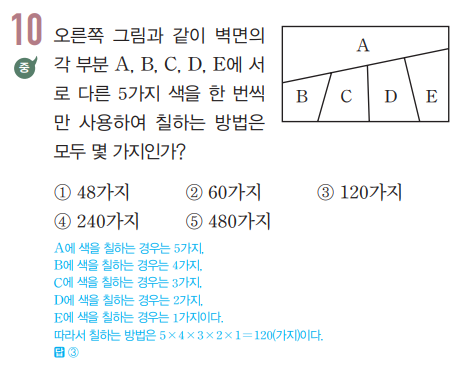 10
중
오른쪽 그림과 같이 벽면의
각 부분 A, B, C, D, E에 서
로 다른 5가지 색을 한 번씩
만 사용하여 칠하는 방법은
모두 몇 가지인가?
A
B C D E
① 48가지 ② 60가지 ③ 120가지
④ 240가지 ⑤ 480가지
A에 색을 칠하는 경우는 5가지,
B에 색을 칠하는 경우는 4가지,
C에 색을 칠하는 경우는 3가지,
D에 색을 칠하는 경우는 2가지,
E에 색을 칠하는 경우는 1가지이다.
따라서 칠하는 방법은 5×4×3×2×1=120(가지)이다.
답 ③